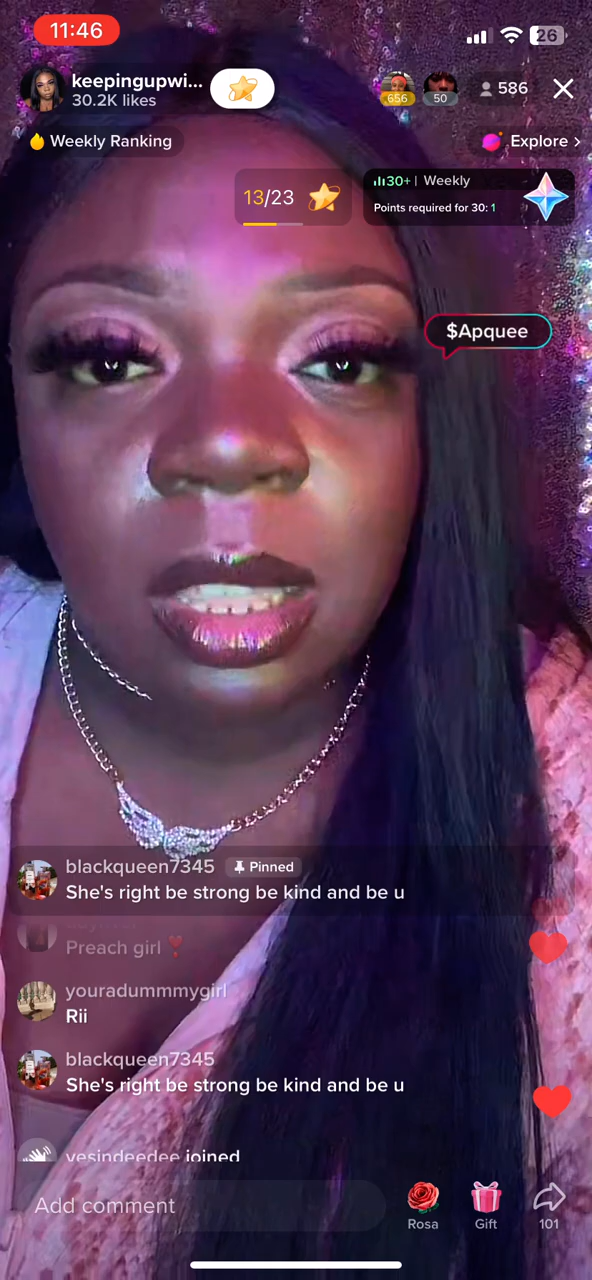 11:46
26
keepingupwi...
30.2K likes
656
50
586
Weekly Ranking
Explore >
13/23
30+ | Weekly
Points required for 30: 1
$Apquee
blackqueen7345 Pinned
She's right be strong be kind and be u
Preach girl
youradummmygirl
Rii
blackqueen7345
She's right be strong be kind and be u
yesindeedee joined
Add comment
Rosa
Gift
101